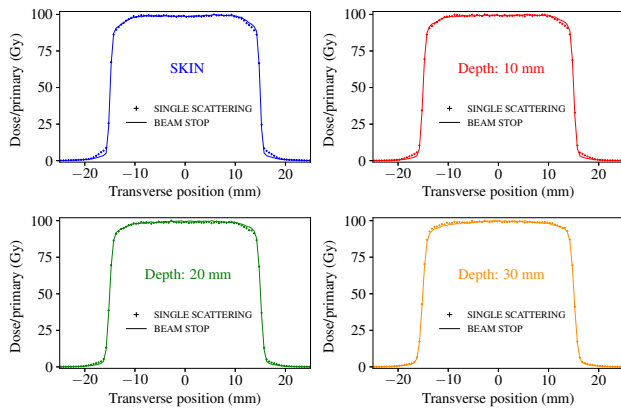 100
75
50
25
0
Dose/primary (Gy)
SKIN
SINGLE SCATTERING
BEAM STOP
−20 −10 0 10 20
Transverse position (mm)
100
75
50
25
0
Dose/primary (Gy)
Depth: 10 mm
SINGLE SCATTERING
BEAM STOP
−20 −10 0 10 20
Transverse position (mm)
100
75
50
25
0
Dose/primary (Gy)
Depth: 20 mm
SINGLE SCATTERING
BEAM STOP
−20 −10 0 10 20
Transverse position (mm)
100
75
50
25
0
Dose/primary (Gy)
Depth: 30 mm
SINGLE SCATTERING
BEAM STOP
−20 −10 0 10 20
Transverse position (mm)